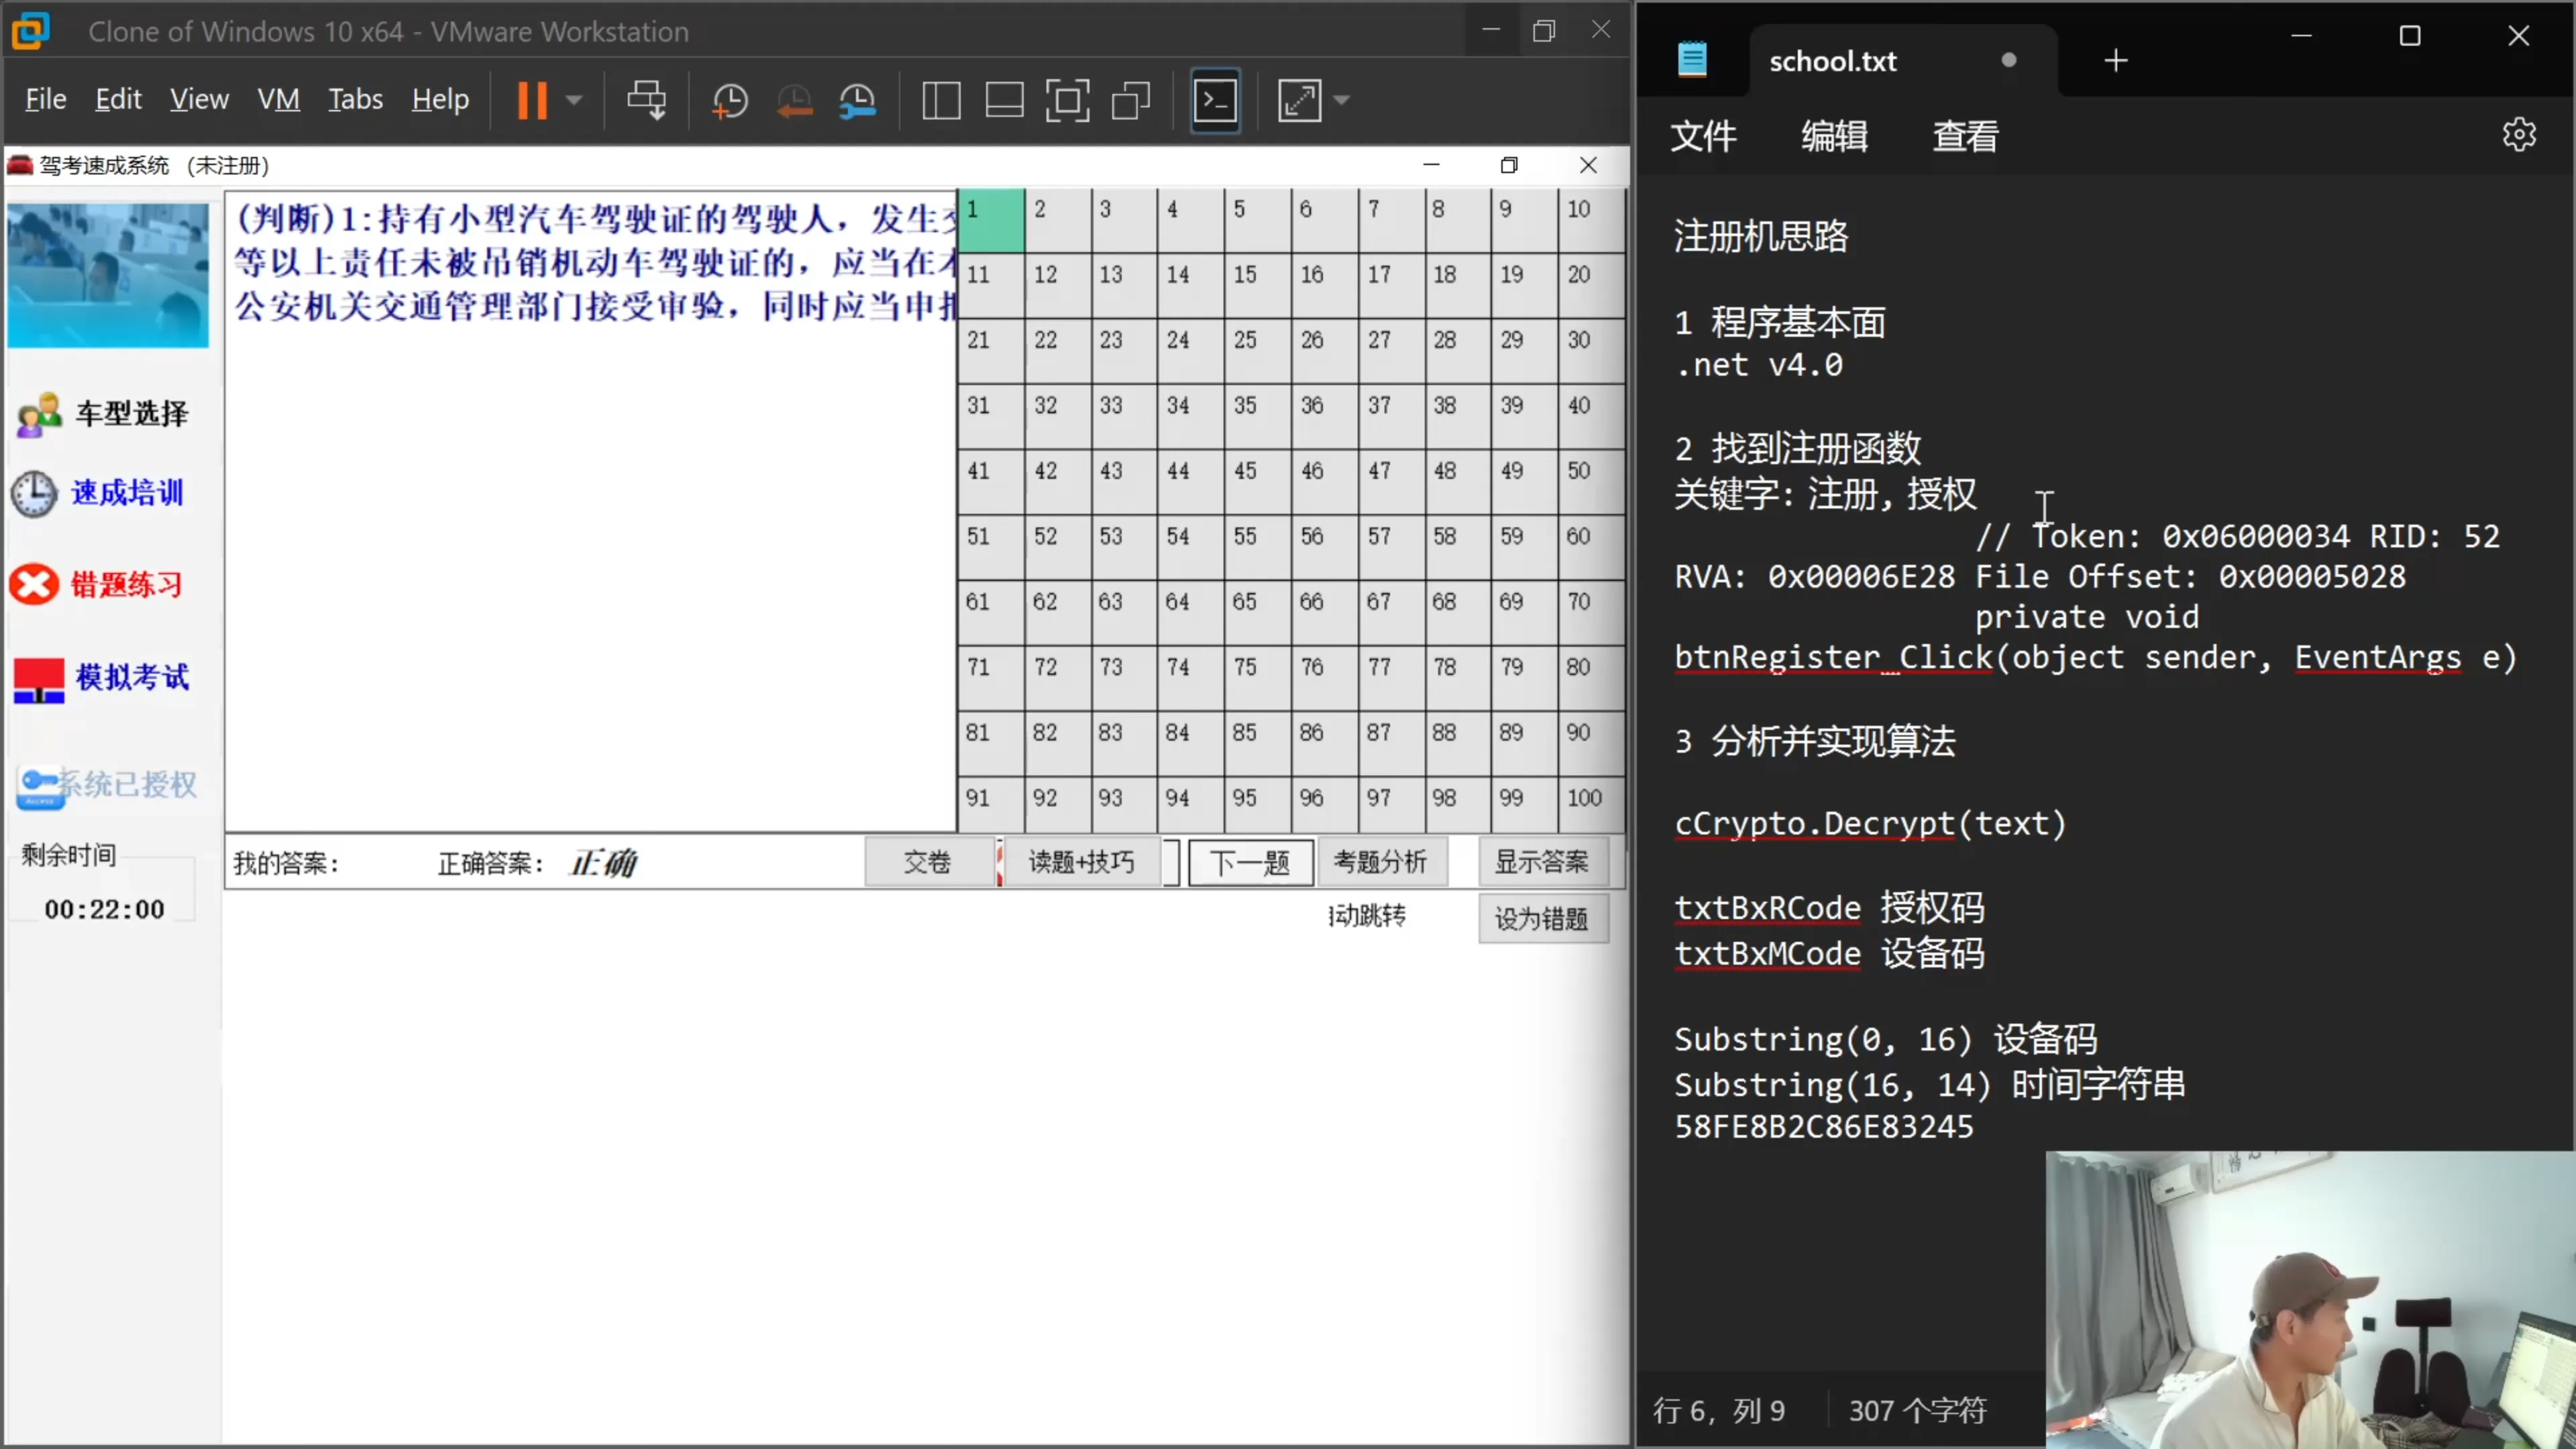 Clone of Windows 10 x64 - VMware Workstation
File Edit View VM Tabs Help
驾考速成系统 (未注册)
(判断)1:持有小型汽车驾驶证的驾驶人，发生
等以上责任未被吊销机动车驾驶证的，应当在
公安机关交通管理部门接受审验，同时应当申
车型选择
速成培训
错题练习
模拟考试
系统已授权
Access
剩余时间
00:22:00
1 2 3 4 5 6 7 8 9 10
11 12 13 14 15 16 17 18 19 20
21 22 23 24 25 26 27 28 29 30
31 32 33 34 35 36 37 38 39 40
41 42 43 44 45 46 47 48 49 50
51 52 53 54 55 56 57 58 59 60
61 62 63 64 65 66 67 68 69 70
71 72 73 74 75 76 77 78 79 80
81 82 83 84 85 86 87 88 89 90
91 92 93 94 95 96 97 98 99 100
我的答案： 正确答案： 正确 交卷 读题+技巧 下一题 考题分析 显示答案
动跳转 设为错题
school.txt
文件 编辑 查看
注册机思路
1 程序基本面
.net v4.0
2 找到注册函数
关键字：注册，授权
// Token: 0x06000034 RID: 52
RVA: 0x00006E28 File Offset: 0x00005028
private void
btnRegister_Click(object sender, EventArgs e)
3 分析并实现算法
cCrypto.Decrypt(text)
txtBxRCode 授权码
txtBxMCode 设备码
Substring(0, 16) 设备码
Substring(16, 14) 时间字符串
58FE8B2C86E83245
行 6，列 9 307 个字符